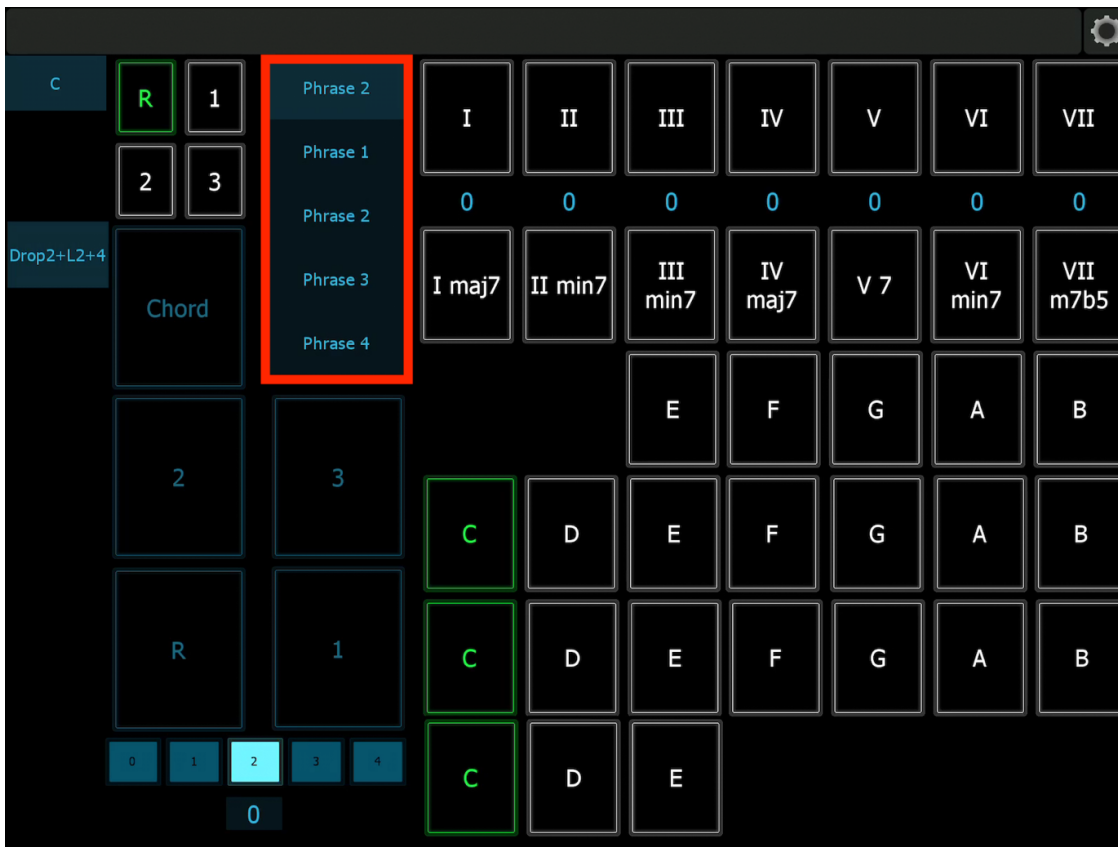 C
R 1
2 3
Drop2+L2+4
Chord
2 3
R 1
0 1 2 3 4
0
Phrase 2
Phrase 1
Phrase 2
Phrase 3
Phrase 4
I II III IV V VI VII
0 0 0 0 0 0 0
I maj7 II min7 III min7 IV maj7 V 7 VI min7 VII m7b5
E F G A B
C D E F G A B
C D E F G A B
C D E